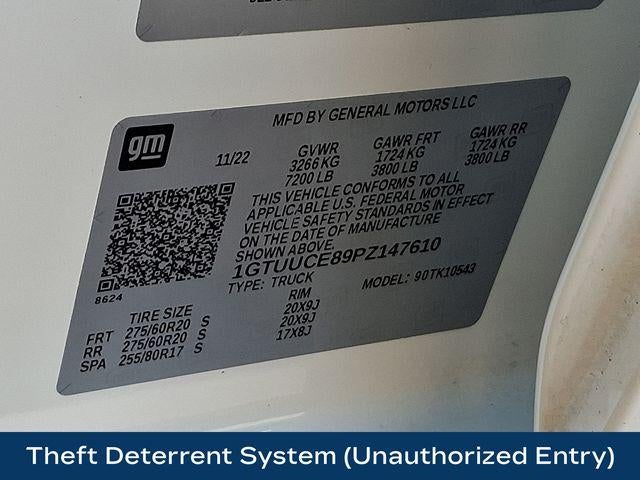 MFD BY GENERAL MOTORS LLC
gm
11/22
GVWR GAWR FRT GAWR RR
3266 KG 1724 KG 1724 KG
7200 LB 3800 LB 3800 LB
THIS VEHICLE CONFORMS TO ALL
APPLICABLE U.S. FEDERAL MOTOR
VEHICLE SAFETY STANDARDS IN EFFECT
ON THE DATE OF MANUFACTURE
SHOWN ABOVE.
1GTUUCE89PZ147610
8624
TYPE: TRUCK MODEL: 90TK10543
TIRE SIZE RIM
FRT 275/60R20 S 20X9J
RR 275/60R20 S 20X9J
SPA 255/80R17 S 17X8J
Theft Deterrent System (Unauthorized Entry)